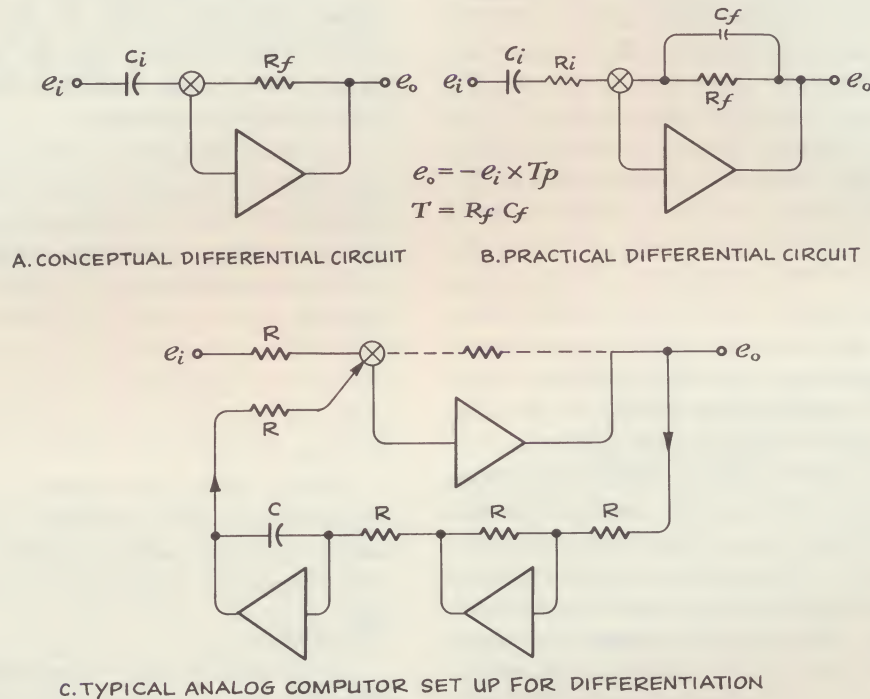 Ci Rf
ei eo
A. CONCEPTUAL DIFFERENTIAL CIRCUIT
Cf
Ci Ri
ei eo
Rf
eo = -ei × Tp
T = Rf Cf
B. PRACTICAL DIFFERENTIAL CIRCUIT
R
ei eo
R
C R R R
C. TYPICAL ANALOG COMPUTOR SET UP FOR DIFFERENTIATION